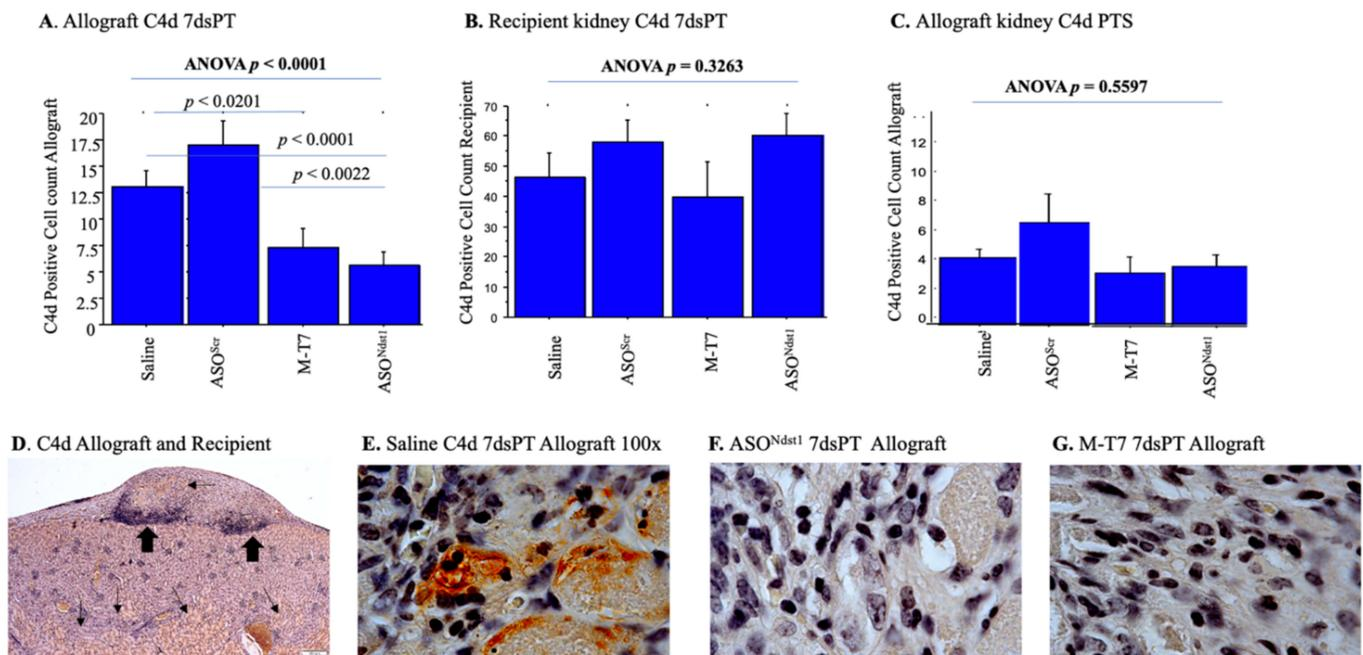 A. Allograft C4d 7dsPT
ANOVA p < 0.0001
p < 0.0201
p < 0.0001
p < 0.0022
C4d Positive Cell count Allograft
20
17.5
15
12.5
10
7.5
5
2.5
0
Saline
ASOScr
M-T7
ASONdst1
B. Recipient kidney C4d 7dsPT
ANOVA p = 0.3263
C4d Positive Cell Count Recipient
70
60
50
40
30
20
10
0
Saline
ASOScr
M-T7
ASONdst1
C. Allograft kidney C4d PTS
ANOVA p = 0.5597
C4d Positive Cell Count Allograft
12
10
8
6
4
2
0
Saline
ASOScr
M-T7
ASONdst1
D. C4d Allograft and Recipient
E. Saline C4d 7dsPT Allograft 100x
F. ASONdst1 7dsPT Allograft
G. M-T7 7dsPT Allograft